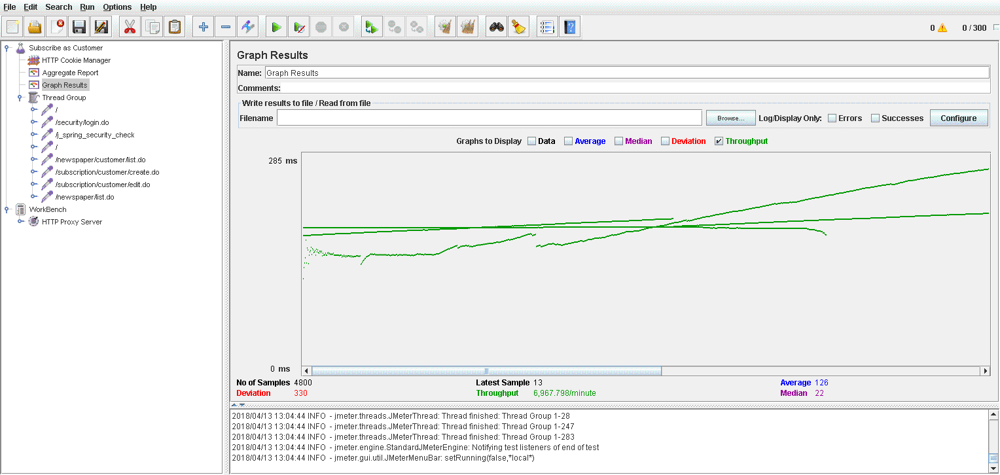 File Edit Search Run Options Help
0 0 / 300
Subscribe as Customer
HTTP Cookie Manager
Aggregate Report
Graph Results
Thread Group
/
/security/login.do
/j_spring_security_check
/
/newspaper/customer/list.do
/subscription/customer/create.do
/subscription/customer/edit.do
/newspaper/list.do
WorkBench
HTTP Proxy Server
Graph Results
Name: Graph Results
Comments:
Write results to file / Read from file
Filename Browse... Log/Display Only: Errors Successes Configure
Graphs to Display Data Average Median Deviation Throughput
285 ms
0 ms
No of Samples 4800 Latest Sample 13 Average 126
Deviation 330 Throughput 6,967.798/minute Median 22
2018/04/13 13:04:44 INFO - jmeter.threads.JMeterThread: Thread finished: Thread Group 1-28
2018/04/13 13:04:44 INFO - jmeter.threads.JMeterThread: Thread finished: Thread Group 1-247
2018/04/13 13:04:44 INFO - jmeter.threads.JMeterThread: Thread finished: Thread Group 1-283
2018/04/13 13:04:44 INFO - jmeter.engine.StandardJMeterEngine: Notifying test listeners of end of test
2018/04/13 13:04:44 INFO - jmeter.gui.util.JMeterMenuBar: setRunning(false,*local*)